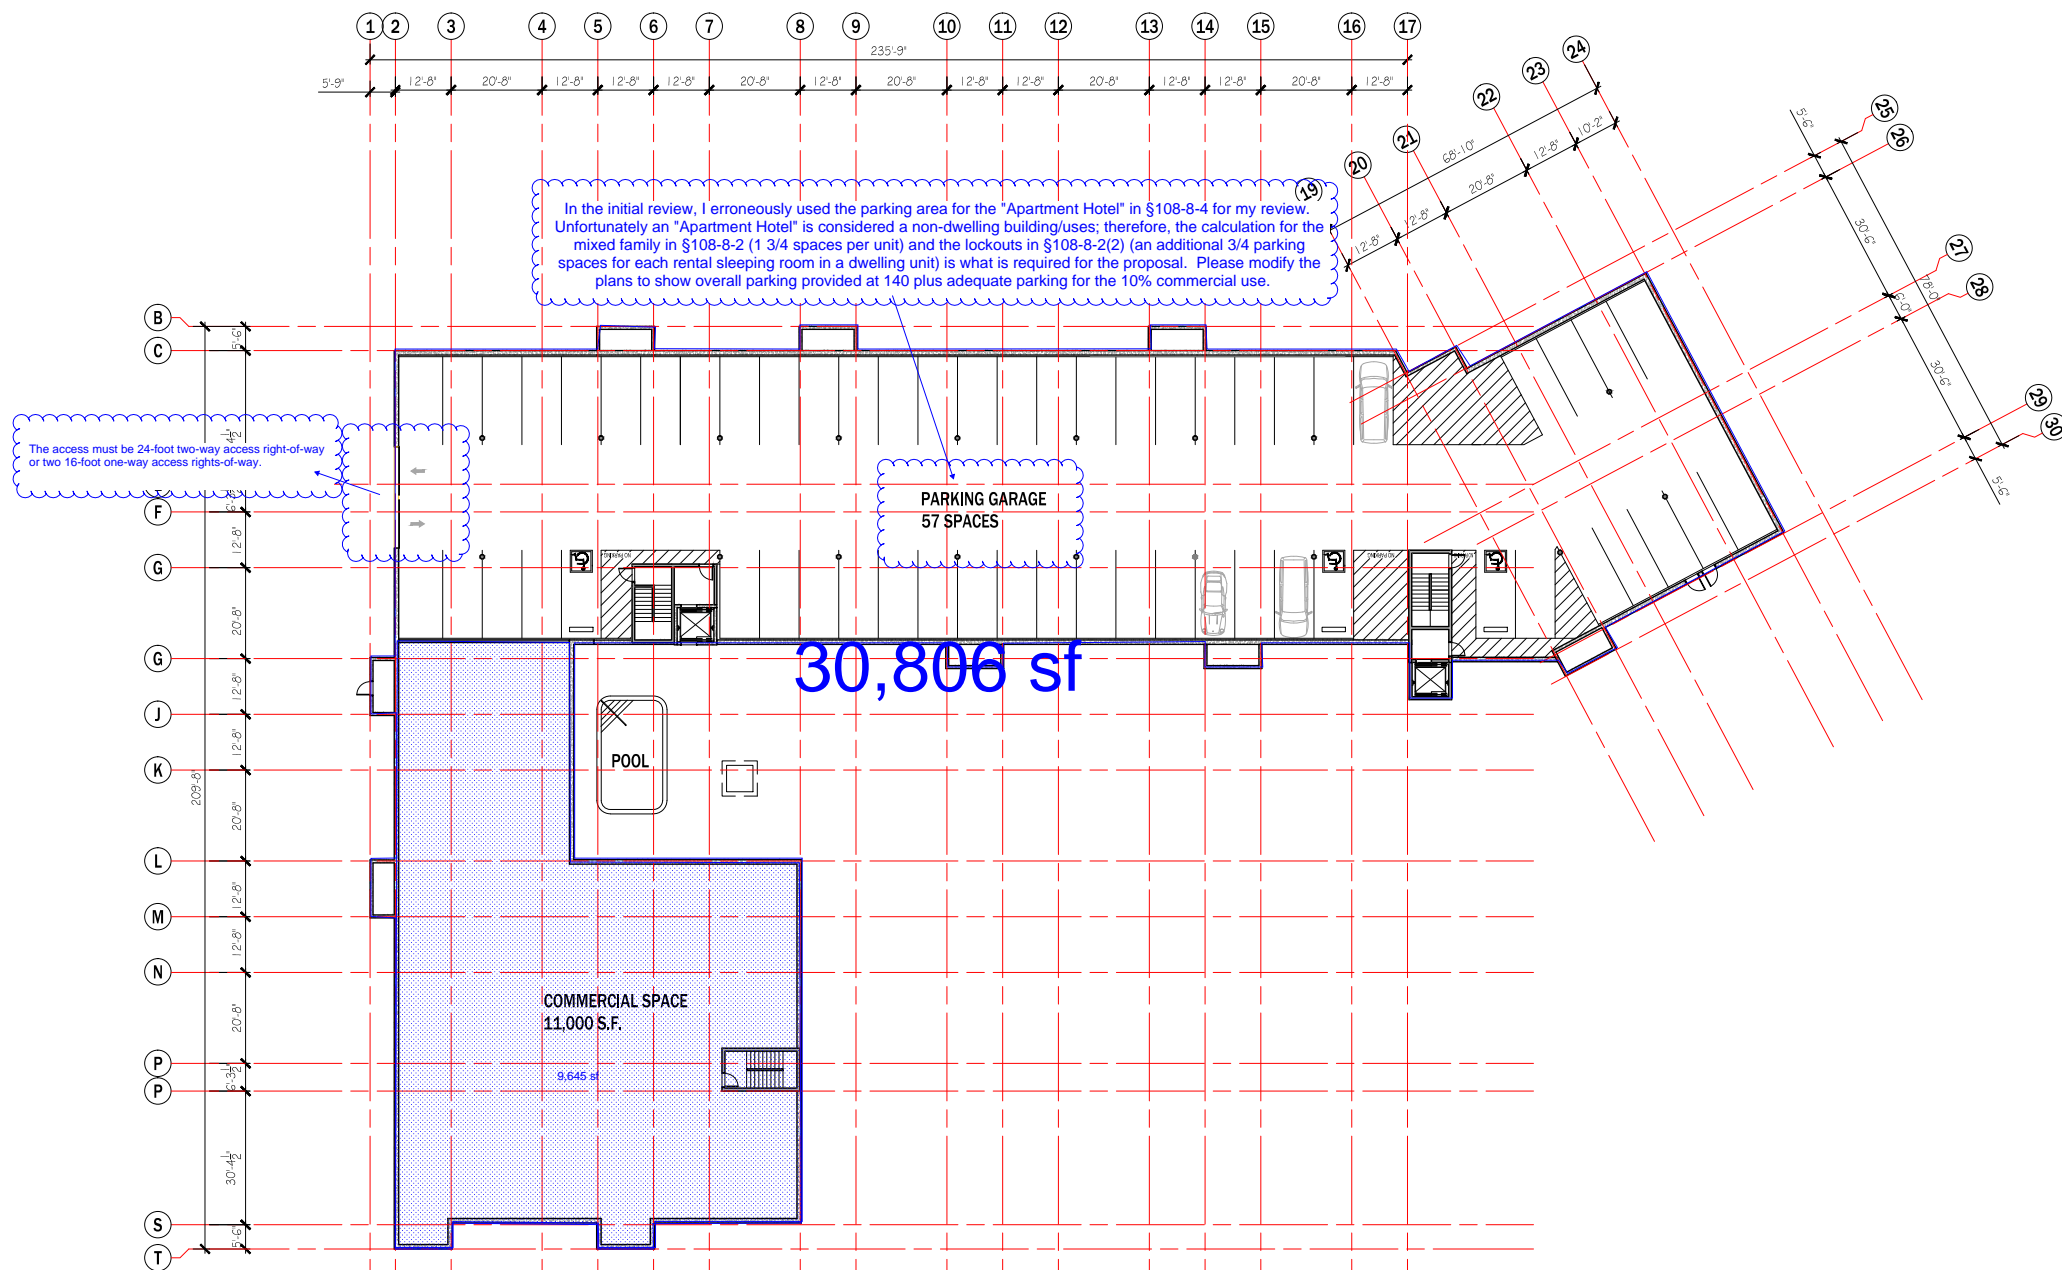 1 2 3 4 5 6 7 8 9 10 11 12 13 14 15 16 17
235'-9"
5'-9" 12'-8" 20'-8" 12'-8" 12'-8" 12'-8" 20'-8" 12'-8" 20'-8" 12'-8" 12'-8" 20'-8" 12'-8" 12'-8" 20'-8" 12'-8"
19 20 21 22 23 24
68'-10"
12'-8" 12'-8" 20'-8" 12'-8" 10'-2"
25 26 27 28 29 30
5'-6" 30'-6" 6'-0" 30'-6" 5'-6"
78'-0"
In the initial review, I erroneously used the parking area for the "Apartment Hotel" in §108-8-4 for my review.
Unfortunately an "Apartment Hotel" is considered a non-dwelling building/uses; therefore, the calculation for the
mixed family in §108-8-2 (1 3/4 spaces per unit) and the lockouts in §108-8-2(2) (an additional 3/4 parking
spaces for each rental sleeping room in a dwelling unit) is what is required for the proposal.  Please modify the
plans to show overall parking provided at 140 plus adequate parking for the 10% commercial use.
B
5'-6"
C
The access must be 24-foot two-way access right-of-way
or two 16-foot one-way access rights-of-way.
F
12'-8"
G
20'-8"
G
12'-8"
J
12'-8"
K
20'-8"
L
12'-8"
M
12'-8"
N
20'-8"
P
6'-3 1/2"
P
30'-4 1/2"
S
5'-6"
T
209'-8"
PARKING GARAGE
57 SPACES
NO PARKING
NO PARKING
30,806 sf
POOL
COMMERCIAL SPACE
11,000 S.F.
9,645 sf